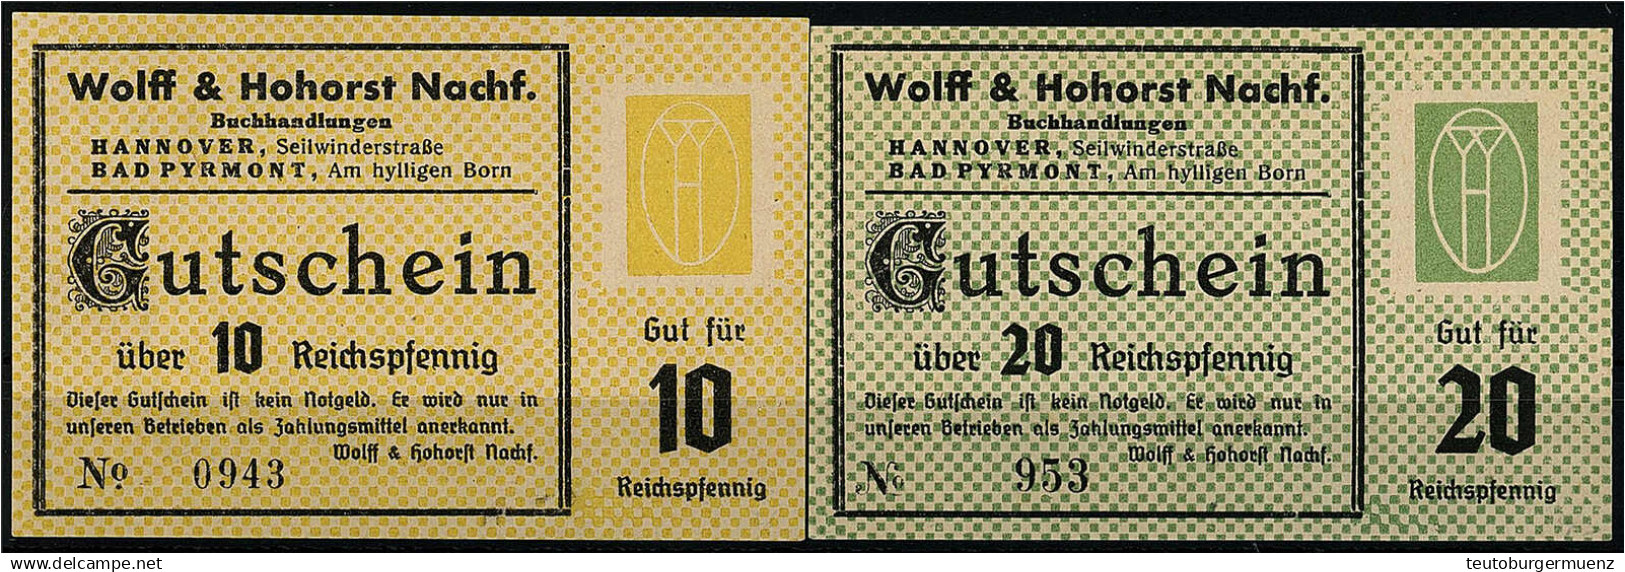 Wolff & Hohorst Nachf.
Buchhandlungen
HANNOVER, Seilwinderstraße
BAD PYRMONT, Am hylligen Born
Gutschein
über 10 Reichspfennig
Dieser Gutschein ist kein Notgeld. Er wird nur in
unseren Betrieben als Zahlungsmittel anerkannt.
Wolff & Hohorst Nachf.
No 0943
WH
Gut für
10
Reichspfennig
Wolff & Hohorst Nachf.
Buchhandlungen
HANNOVER, Seilwinderstraße
BAD PYRMONT, Am hylligen Born
Gutschein
über 20 Reichspfennig
Dieser Gutschein ist kein Notgeld. Er wird nur in
unseren Betrieben als Zahlungsmittel anerkannt.
Wolff & Hohorst Nachf.
No 953
WH
Gut für
20
Reichspfennig
delcampe.net
teutoburgermuenz